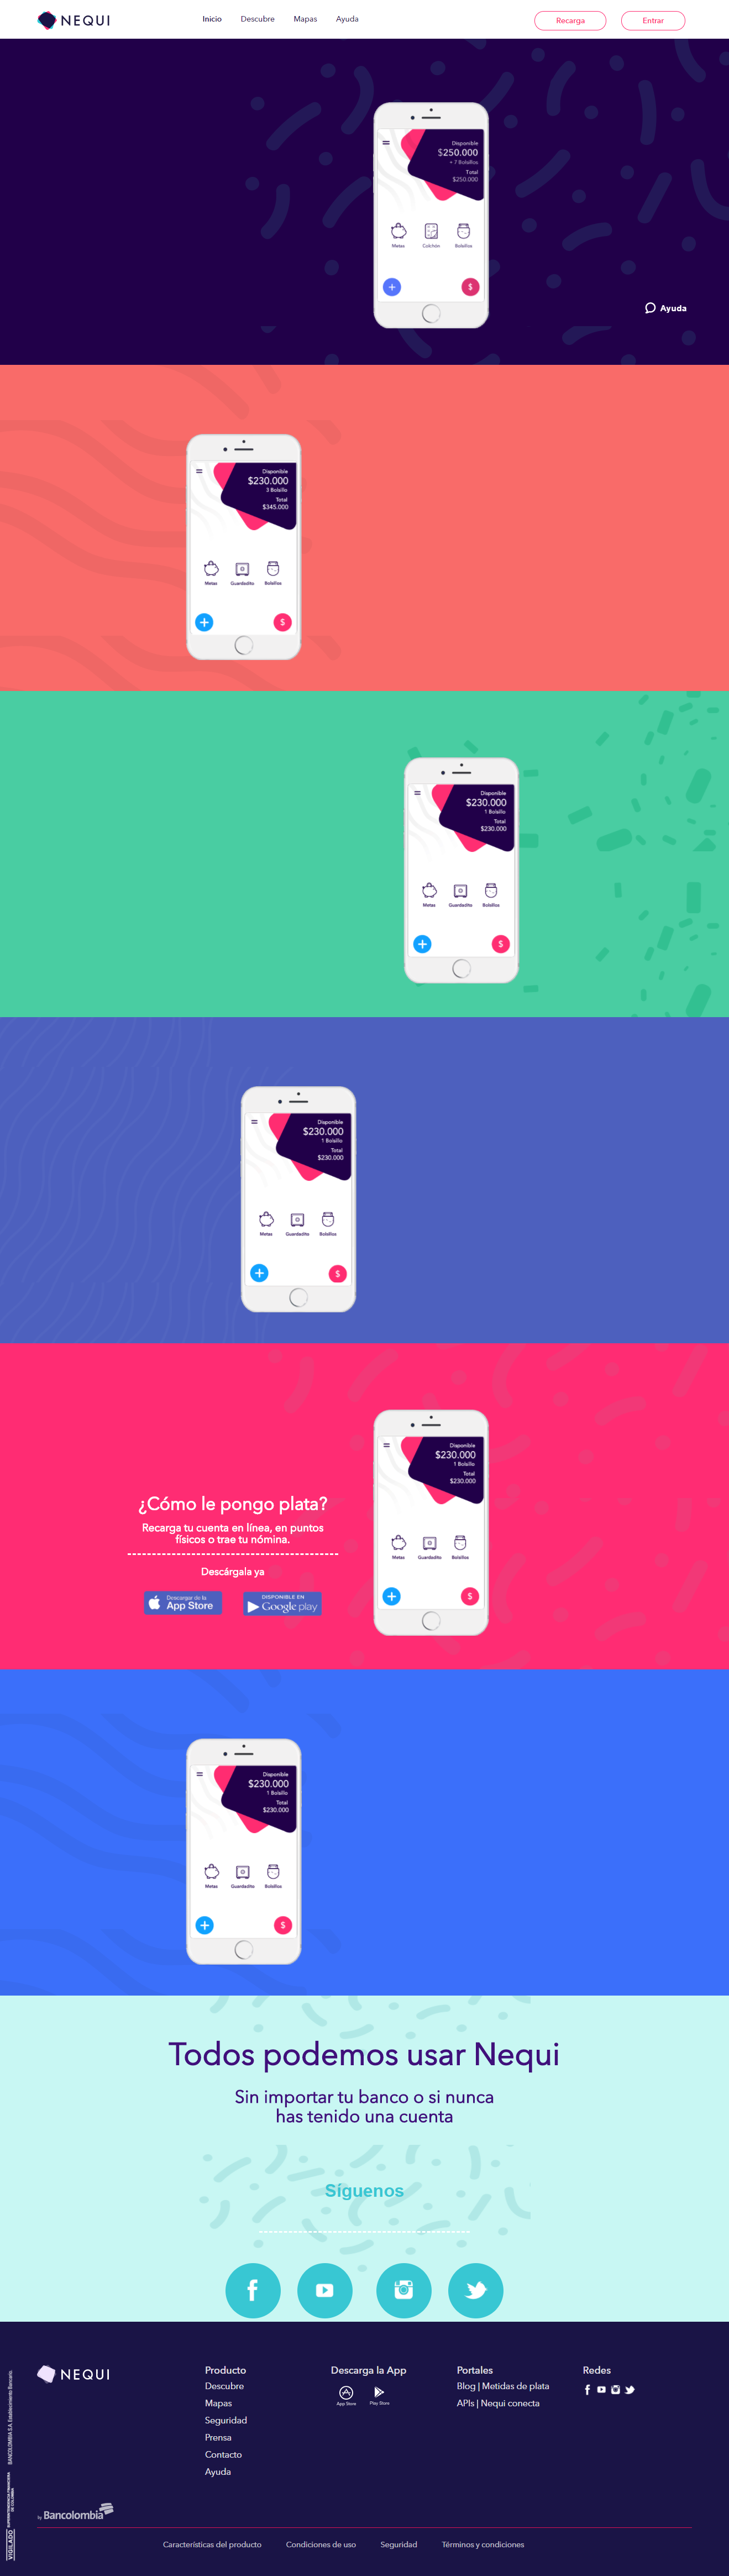 NEQUI
Inicio Descubre Mapas Ayuda
Recarga
Entrar
Disponible
$250.000
+ 7 Bolsillos
Total
$250.000
Metas Colchón Bolsillos
+ $
Ayuda
Disponible
$230.000
3 Bolsillo
Total
$345.000
Metas Guardadito Bolsillos
+ $
Disponible
$230.000
1 Bolsillo
Total
$230.000
Metas Guardadito Bolsillos
+ $
Disponible
$230.000
1 Bolsillo
Total
$230.000
Metas Guardadito Bolsillos
+ $
¿Cómo le pongo plata?
Recarga tu cuenta en línea, en puntos
físicos o trae tu nómina.
Descárgala ya
Descargar de la
App Store
DISPONIBLE EN
Google play
Disponible
$230.000
1 Bolsillo
Total
$230.000
Metas Guardadito Bolsillos
+ $
Disponible
$230.000
1 Bolsillo
Total
$230.000
Metas Guardadito Bolsillos
+ $
Todos podemos usar Nequi
Sin importar tu banco o si nunca
has tenido una cuenta
Síguenos
NEQUI
Producto
Descubre
Mapas
Seguridad
Prensa
Contacto
Ayuda
Descarga la App
App Store Play Store
Portales
Blog | Metidas de plata
APIs | Nequi conecta
Redes
by Bancolombia
BANCOLOMBIA S.A. Establecimiento Bancario.
VIGILADO
SUPERINTENDENCIA FINANCIERA
DE COLOMBIA
Características del producto Condiciones de uso Seguridad Términos y condiciones